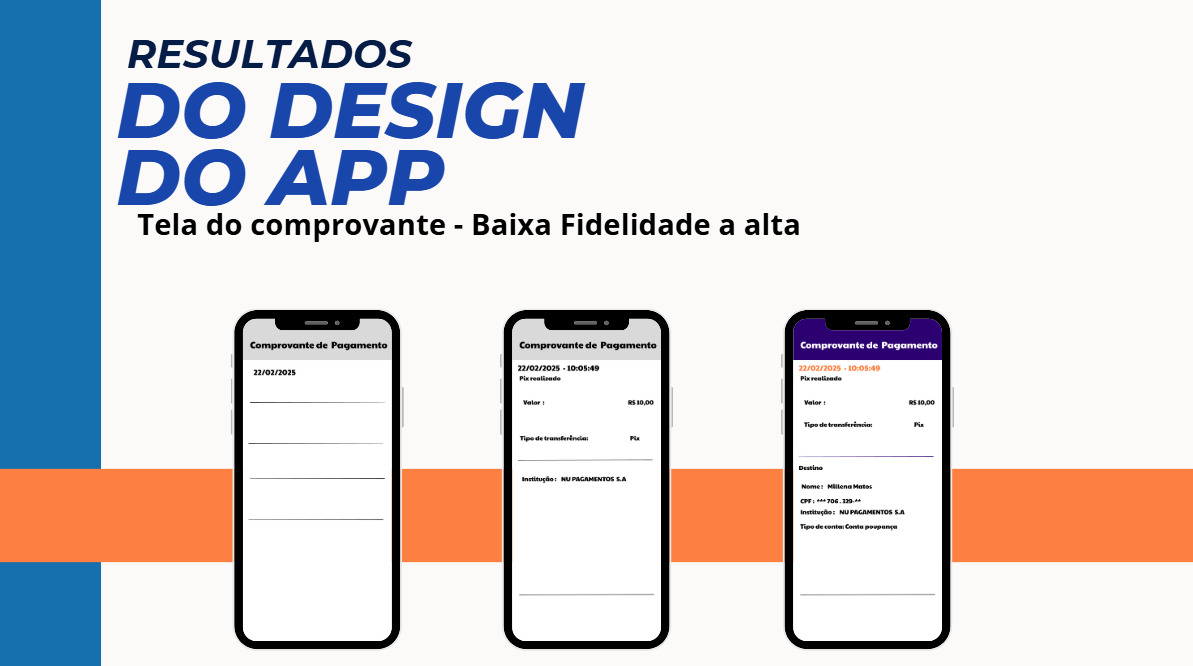 RESULTADOS
DO DESIGN
DO APP
Tela do comprovante - Baixa Fidelidade a alta
Comprovante de Pagamento
22/02/2025
Comprovante de Pagamento
22/02/2025 - 10:05:49
Pix realizado
Valor : R$ 10,00
Tipo de transferência: Pix
Institução : NU PAGAMENTOS S.A
Comprovante de Pagamento
22/02/2025 - 10:05:49
Pix realizado
Valor : R$ 10,00
Tipo de transferência: Pix
Destino
Nome : Millena Matos
CPF : *** 706 . 329-**
Institução : NU PAGAMENTOS S.A
Tipo de conta: Conta poupança